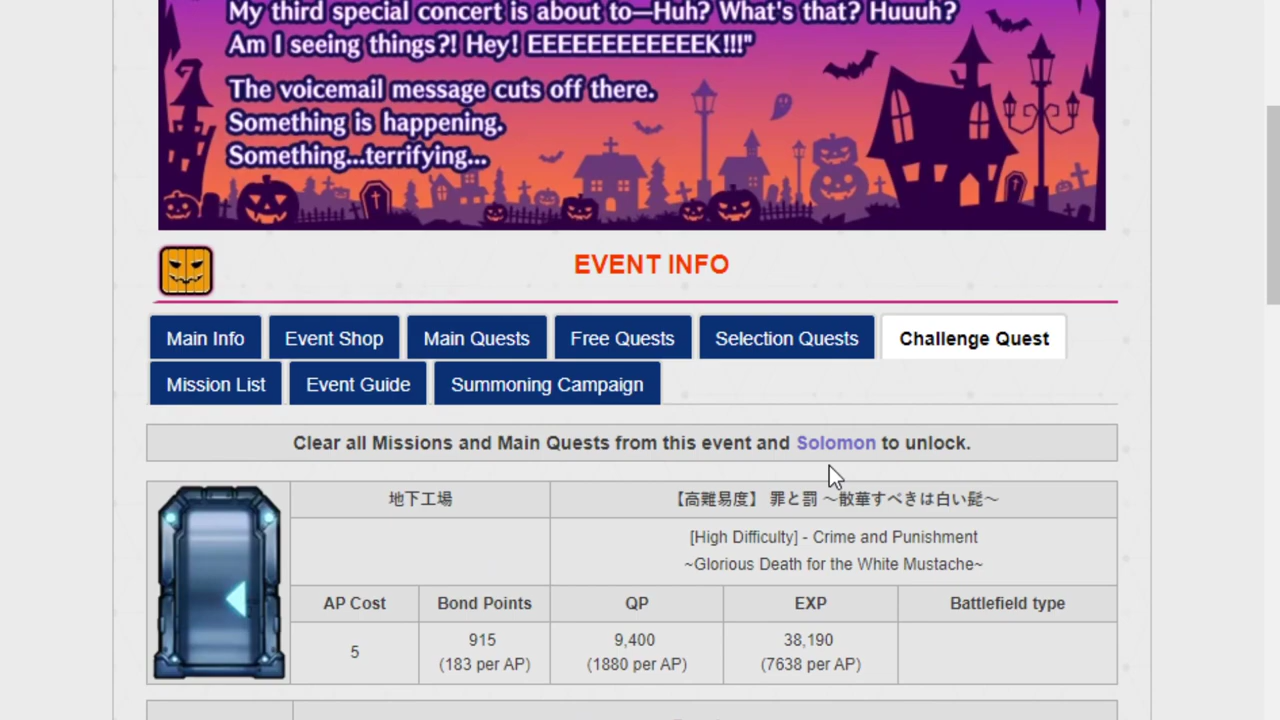 My third special concert is about to—Huh? What's that? Huuuh?
Am I seeing things?! Hey! EEEEEEEEEEEEK!!!"
The voicemail message cuts off there.
Something is happening.
Something...terrifying...
EVENT INFO
Main Info
Event Shop
Main Quests
Free Quests
Selection Quests
Challenge Quest
Mission List
Event Guide
Summoning Campaign
Clear all Missions and Main Quests from this event and Solomon to unlock.
地下工場
【高難易度】 罪と罰 ～散華すべきは白い髭～
[High Difficulty] - Crime and Punishment
~Glorious Death for the White Mustache~
AP Cost
Bond Points
QP
EXP
Battlefield type
5
915
(183 per AP)
9,400
(1880 per AP)
38,190
(7638 per AP)